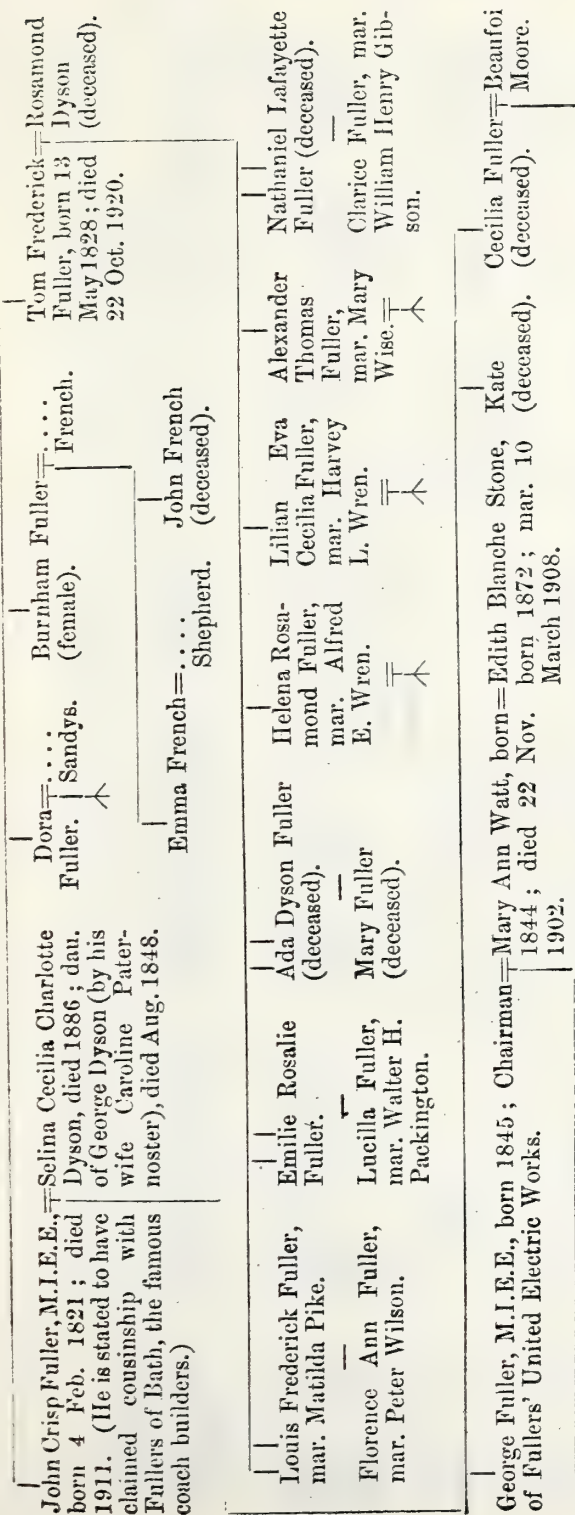 John Crisp Fuller, M.I.E.E.,=Selina Cecilia Charlotte
born 4 Feb. 1821; died Dyson, died 1886; dau.
1911. (He is stated to have of George Dyson (by his
claimed cousinship with wife Caroline Pater-
Fullers of Bath, the famous noster), died Aug. 1848.
coach builders.)
Dora=....
Fuller. Sandys.
Burnham Fuller=....
(female). French.
Tom Frederick=Rosamond
Fuller, born 13 Dyson
May 1828; died (deceased).
22 Oct. 1920.
Emma French=....
Shepherd.
John French
(deceased).
Louis Frederick Fuller,
mar. Matilda Pike.
Florence Ann Fuller,
mar. Peter Wilson.
Emilie Rosalie
Fuller.
Lucilla Fuller,
mar. Walter H.
Packington.
Ada Dyson Fuller
(deceased).
Mary Fuller
(deceased).
Helena Rosa-
mond Fuller,
mar. Alfred
E. Wren.
Lilian Eva
Cecilia Fuller,
mar. Harvey
L. Wren.
Alexander
Thomas
Fuller,
mar. Mary
Wise.=
Nathaniel Lafayette
Fuller (deceased).
Clarice Fuller, mar.
William Henry Gib-
son.
George Fuller, M.I.E.E., born 1845; Chairman=Mary Ann Watt, born=Edith Blanche Stone,
of Fullers' United Electric Works. 1844; died 22 Nov. born 1872; mar. 10
1902. March 1908.
Kate
(deceased).
Cecilia Fuller=Beaufoi
(deceased). Moore.